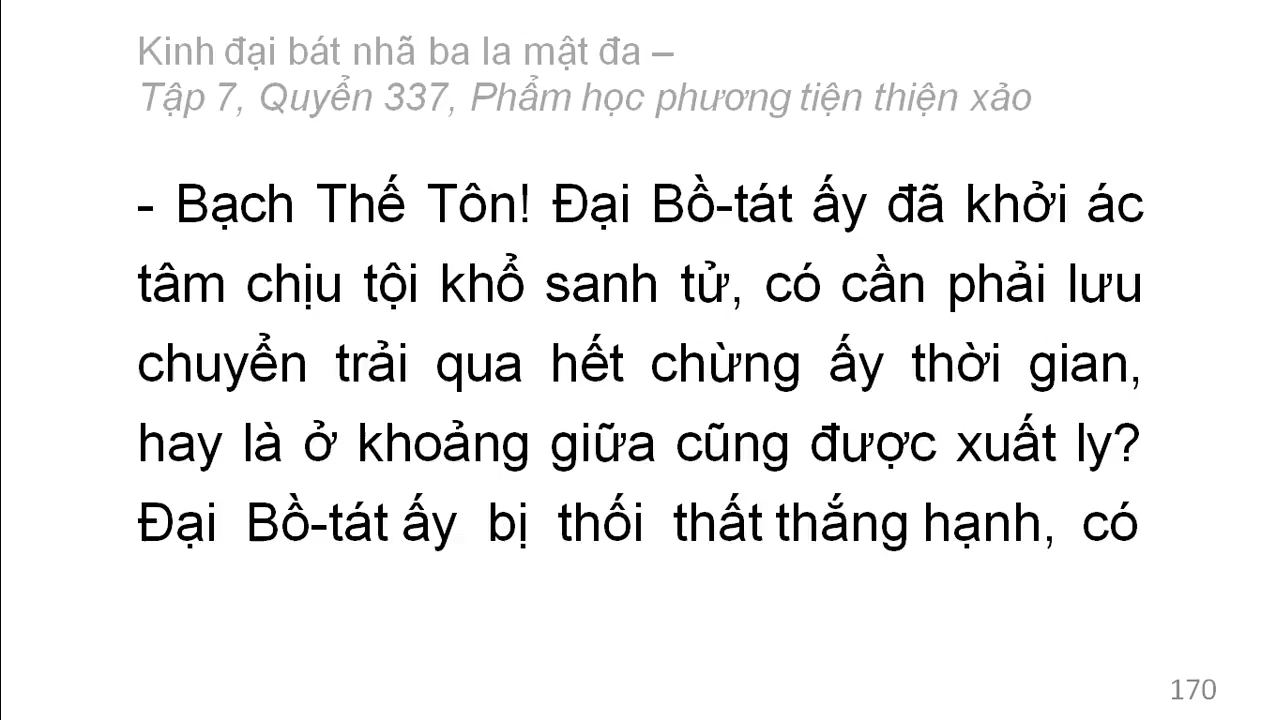 Kinh đại bát nhã ba la mật đa –
Tập 7, Quyển 337, Phẩm học phương tiện thiện xảo
- Bạch Thế Tôn! Đại Bồ-tát ấy đã khởi ác
tâm chịu tội khổ sanh tử, có cần phải lưu
chuyển trải qua hết chừng ấy thời gian,
hay là ở khoảng giữa cũng được xuất ly?
Đại Bồ-tát ấy bị thối thất thắng hạnh, có
170